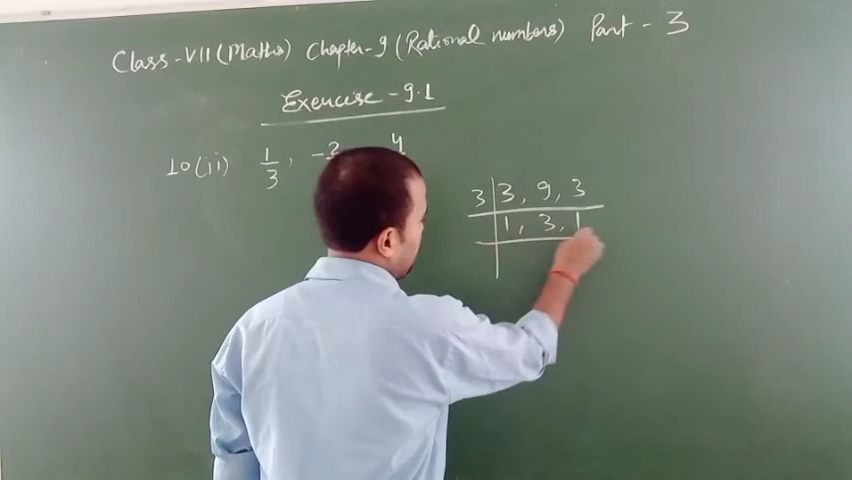 Class-VII (Maths) Chapter-9 (Rational numbers) Part - 3
Exercise - 9.1
10(ii) 1/3, -2 4
3 | 3, 9, 3
1, 3, 1